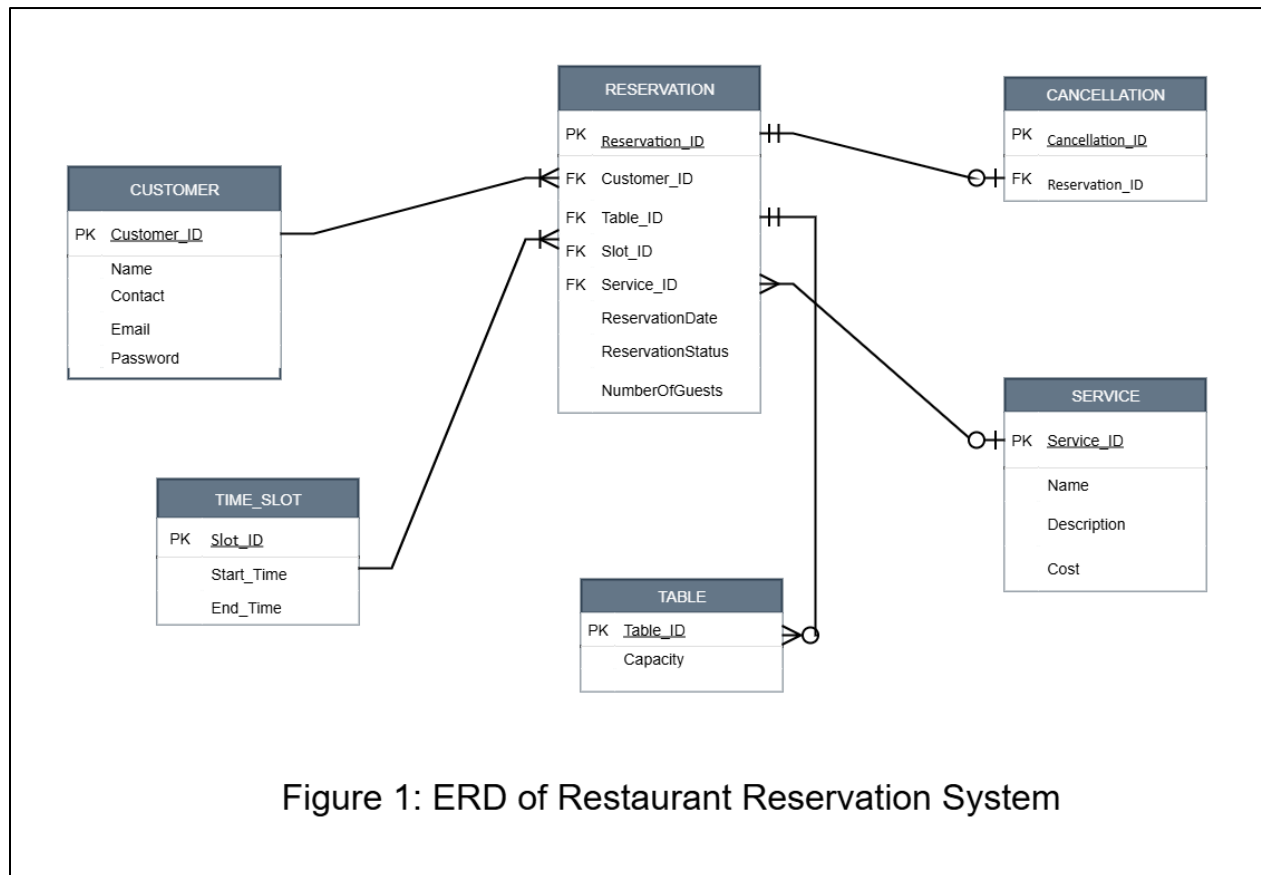 RESERVATION
PK Reservation_ID
FK Customer_ID
FK Table_ID
FK Slot_ID
FK Service_ID
ReservationDate
ReservationStatus
NumberOfGuests
CANCELLATION
PK Cancellation_ID
FK Reservation_ID
CUSTOMER
PK Customer_ID
Name
Contact
Email
Password
SERVICE
PK Service_ID
Name
Description
Cost
TIME_SLOT
PK Slot_ID
Start_Time
End_Time
TABLE
PK Table_ID
Capacity
Figure 1: ERD of Restaurant Reservation System